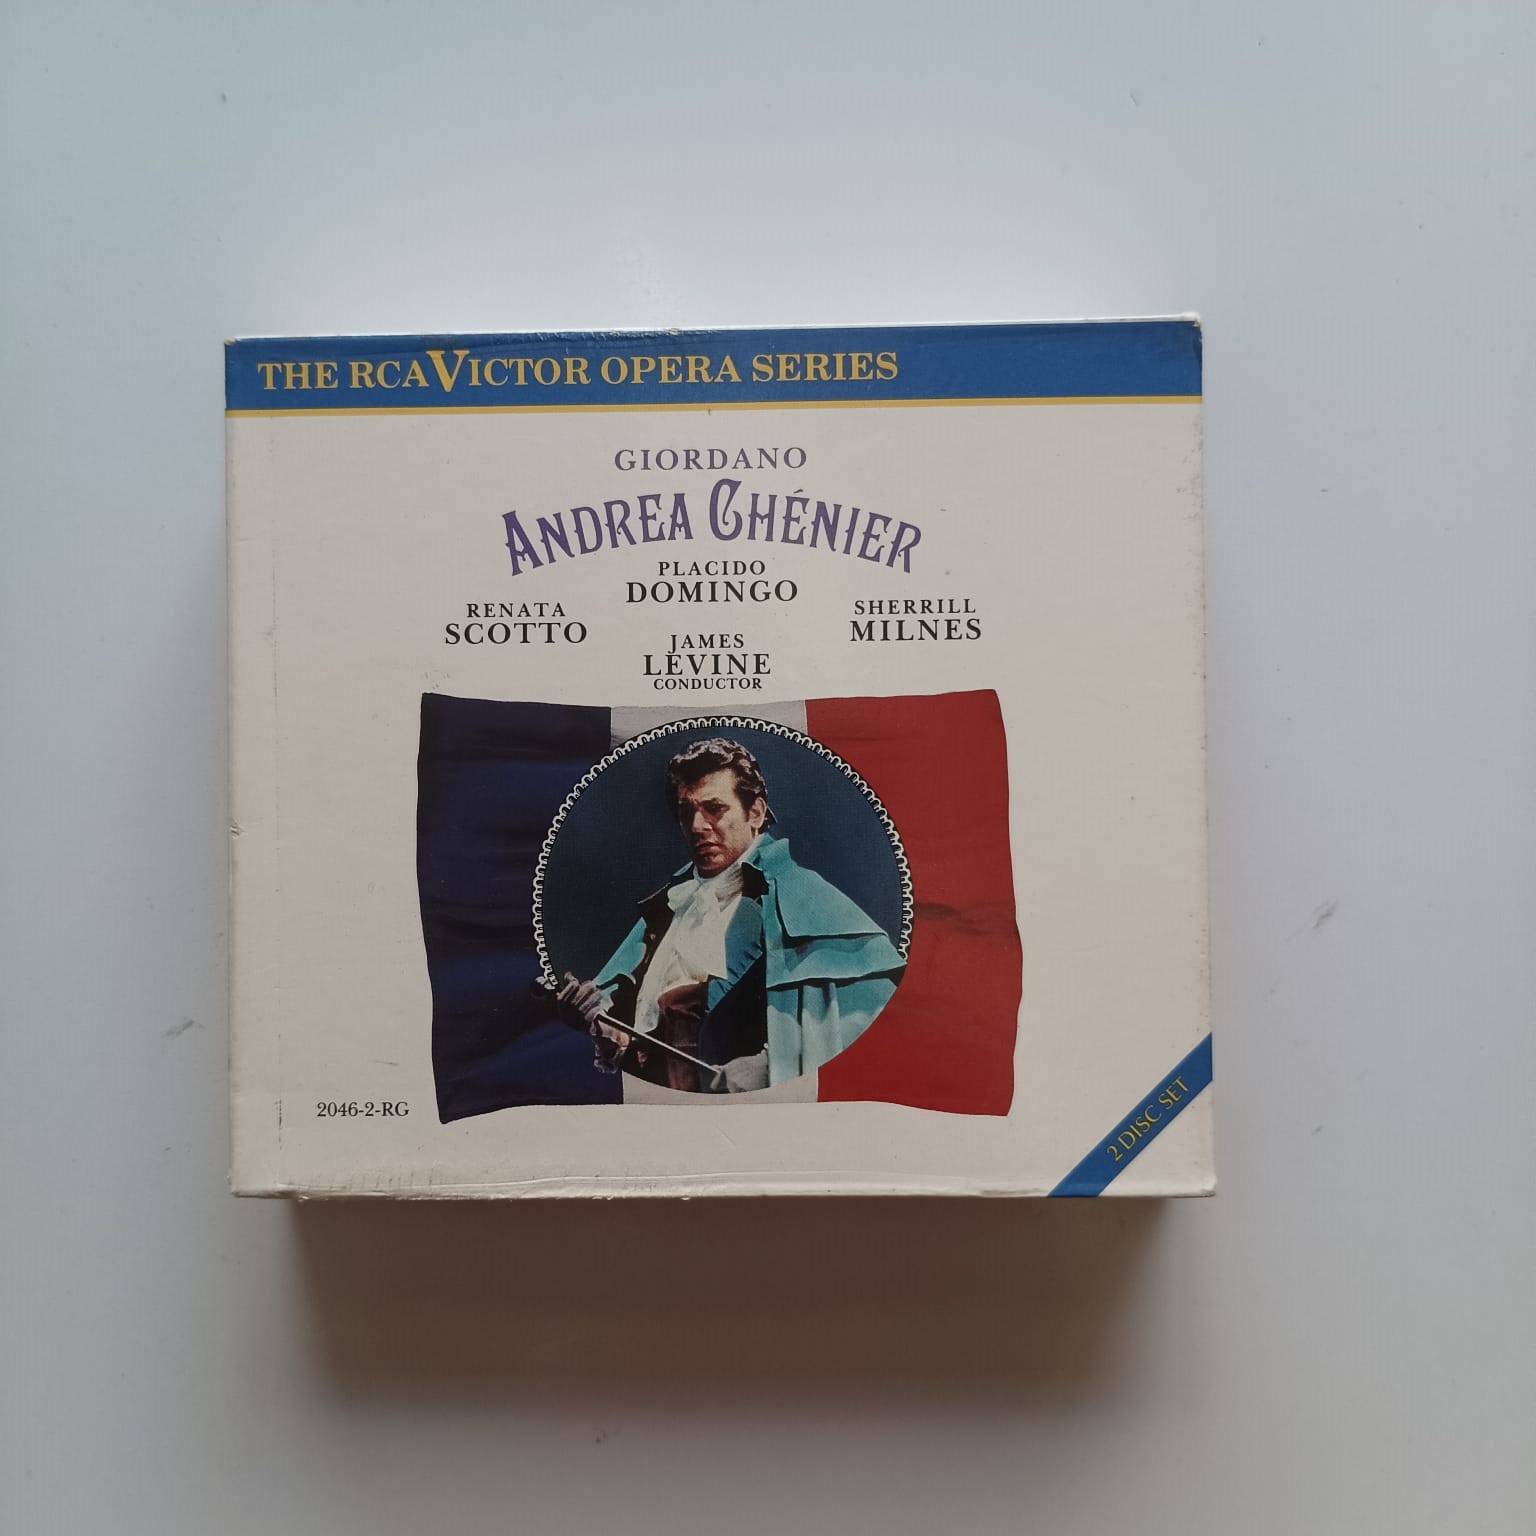 THE RCA VICTOR OPERA SERIES
GIORDANO
ANDREA CHÉNIER
PLACIDO
DOMINGO
RENATA
SCOTTO
SHERRILL
MILNES
JAMES
LEVINE
CONDUCTOR
2046-2-RG
2 DISC SET